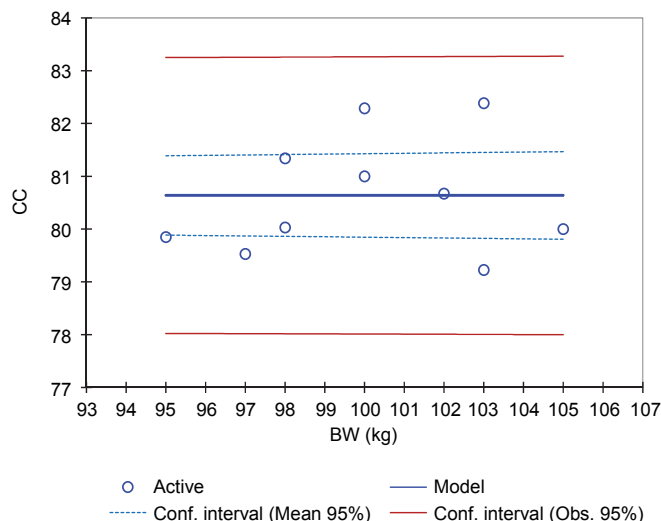 84
83
82
81
80
79
78
77
CC
93 94 95 96 97 98 99 100 101 102 103 104 105 106 107
BW (kg)
Active Model
Conf. interval (Mean 95%) Conf. interval (Obs. 95%)